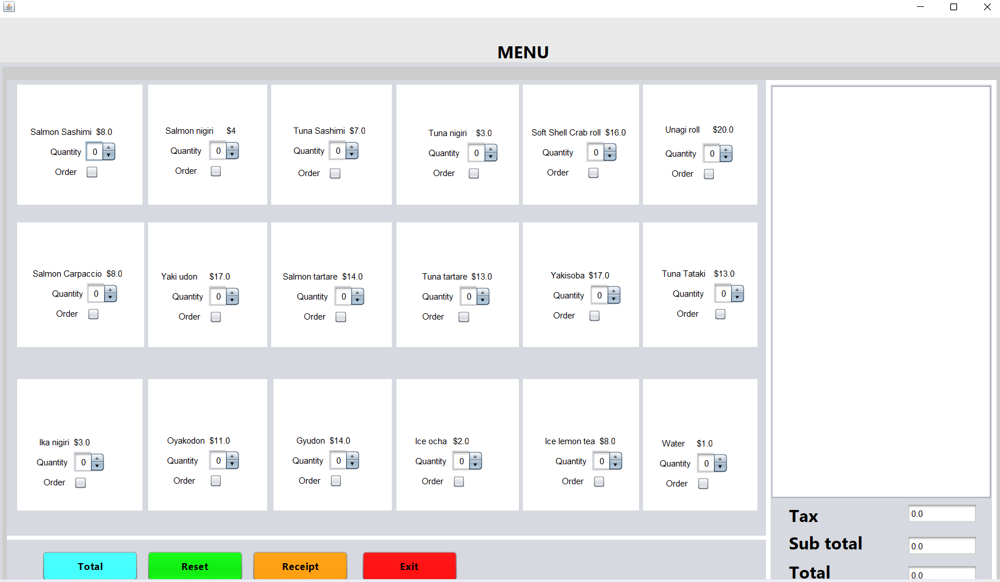 MENU
Salmon Sashimi $8.0
Quantity 0
Order
Salmon nigiri $4
Quantity 0
Order
Tuna Sashimi $7.0
Quantity 0
Order
Tuna nigiri $3.0
Quantity 0
Order
Soft Shell Crab roll $16.0
Quantity 0
Order
Unagi roll $20.0
Quantity 0
Order
Salmon Carpaccio $8.0
Quantity 0
Order
Yaki udon $17.0
Quantity 0
Order
Salmon tartare $14.0
Quantity 0
Order
Tuna tartare $13.0
Quantity 0
Order
Yakisoba $17.0
Quantity 0
Order
Tuna Tataki $13.0
Quantity 0
Order
Ika nigiri $3.0
Quantity 0
Order
Oyakodon $11.0
Quantity 0
Order
Gyudon $14.0
Quantity 0
Order
Ice ocha $2.0
Quantity 0
Order
Ice lemon tea $8.0
Quantity 0
Order
Water $1.0
Quantity 0
Order
Tax 0.0
Sub total 0.0
Total 0.0
Total
Reset
Receipt
Exit